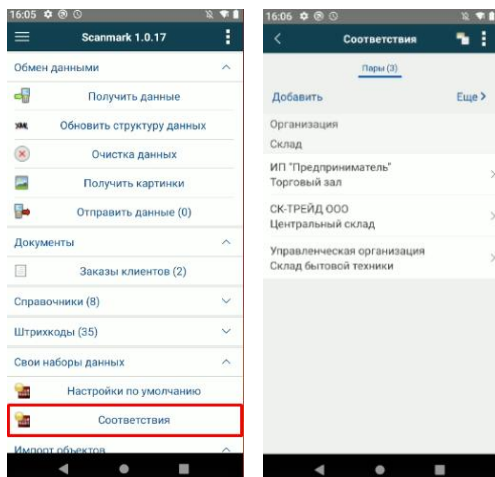 16:05
Scanmark 1.0.17
Обмен данными
Получить данные
XML
Обновить структуру данных
Очистка данных
Получить картинки
Отправить данные (0)
Документы
Заказы клиентов (2)
Справочники (8)
Штрихкоды (35)
Свои наборы данных
Настройки по умолчанию
Соответствия
Импорт объектов
16:06
Соответствия
Пары (3)
Добавить
Еще
Организация
Склад
ИП "Предприниматель"
Торговый зал
СК-ТРЕЙД ООО
Центральный склад
Управленческая организация
Склад бытовой техники